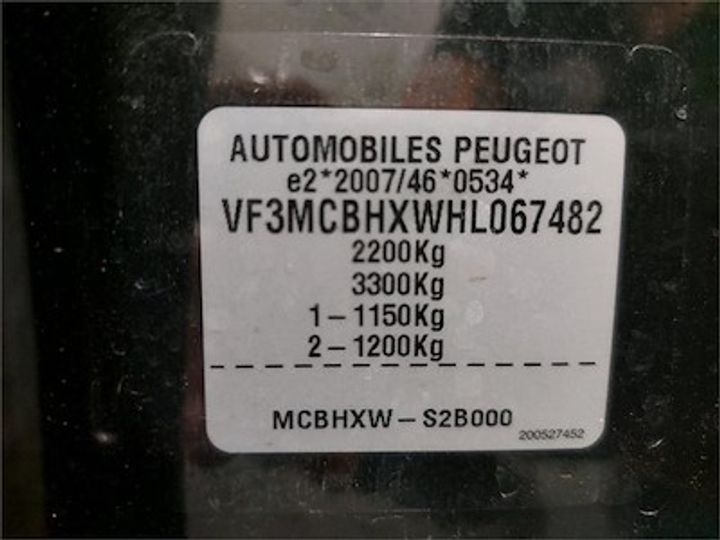 AUTOMOBILES PEUGEOT
e2*2007/46*0534*
VF3MCBHXWHL067482
2200Kg
3300Kg
1-1150Kg
2-1200Kg
MCBHXW-S2B000
200527452